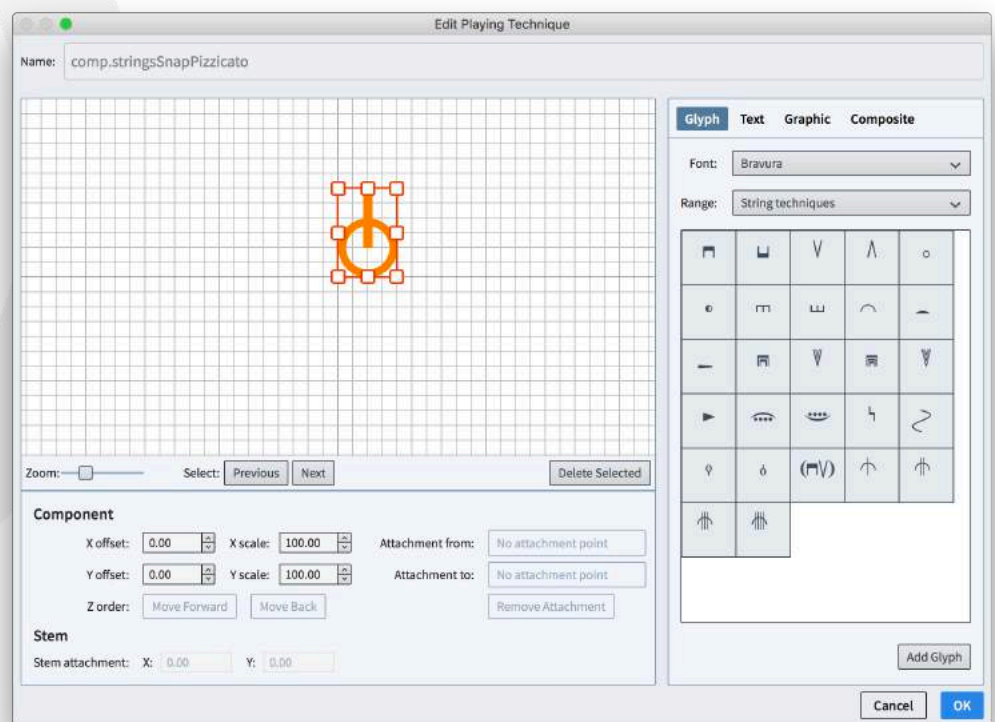 Edit Playing Technique
Name: comp.stringsSnapPizzicato
Glyph Text Graphic Composite
Font: Bravura
Range: String techniques
Zoom: Select: Previous Next Delete Selected
Component
X offset: 0.00 X scale: 100.00 Attachment from: No attachment point
Y offset: 0.00 Y scale: 100.00 Attachment to: No attachment point
Z order: Move Forward Move Back Remove Attachment
Stem
Stem attachment: X: 0.00 Y: 0.00
Add Glyph
Cancel OK